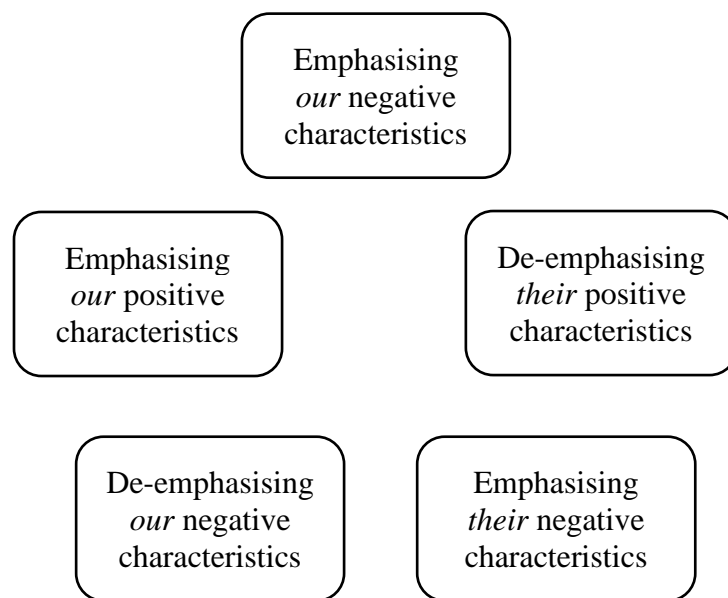 Emphasising
our negative
characteristics
Emphasising
our positive
characteristics
De-emphasising
their positive
characteristics
De-emphasising
our negative
characteristics
Emphasising
their negative
characteristics